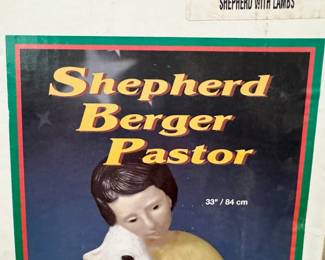 SHEPHERD WITH LAMBS
Shepherd
Berger
Pastor
33" / 84 cm